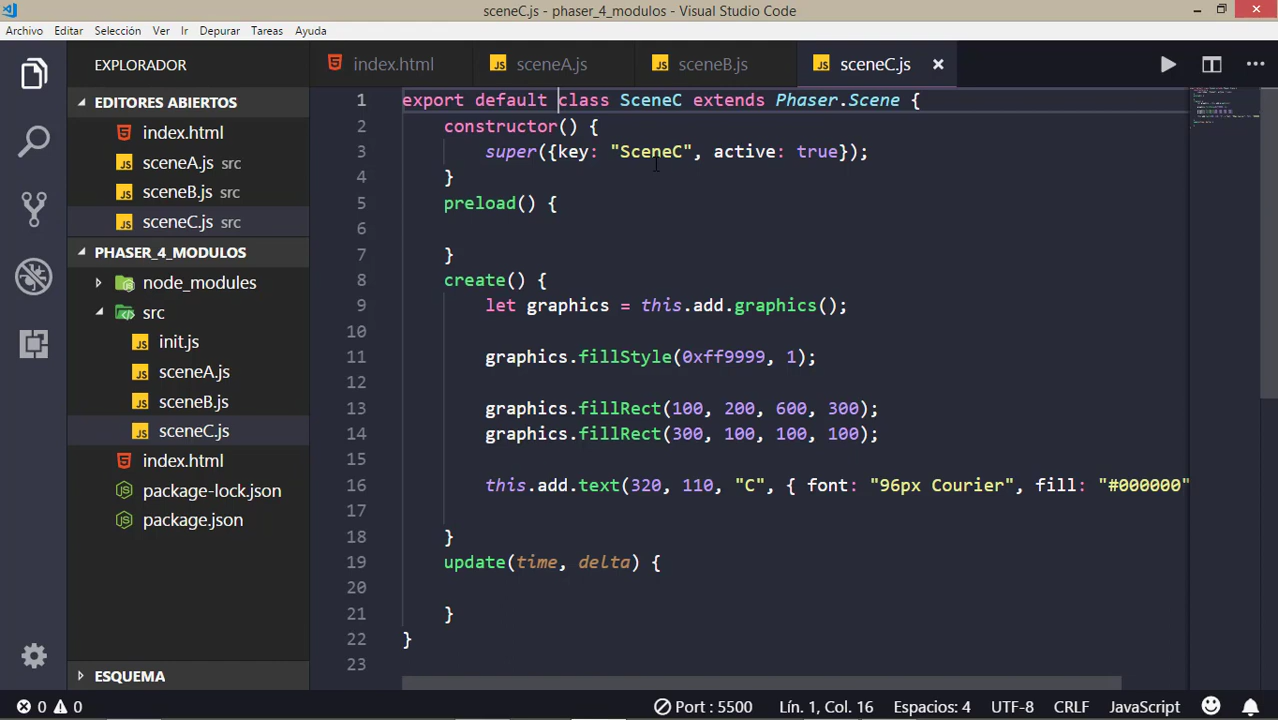 sceneC.js - phaser_4_modulos - Visual Studio Code
Archivo Editar Selección Ver Ir Depurar Tareas Ayuda
EXPLORADOR
index.html sceneA.js sceneB.js sceneC.js
EDITORES ABIERTOS
index.html
sceneA.js src
sceneB.js src
sceneC.js src
PHASER_4_MODULOS
node_modules
src
init.js
sceneA.js
sceneB.js
sceneC.js
index.html
package-lock.json
package.json
ESQUEMA
1 export default class SceneC extends Phaser.Scene {
2 constructor() {
3 super({key: "SceneC", active: true});
4 }
5 preload() {
6
7 }
8 create() {
9 let graphics = this.add.graphics();
10
11 graphics.fillStyle(0xff9999, 1);
12
13 graphics.fillRect(100, 200, 600, 300);
14 graphics.fillRect(300, 100, 100, 100);
15
16 this.add.text(320, 110, "C", { font: "96px Courier", fill: "#000000"
17
18 }
19 update(time, delta) {
20
21 }
22 }
23
0 0 Port : 5500 Lín. 1, Col. 16 Espacios: 4 UTF-8 CRLF JavaScript